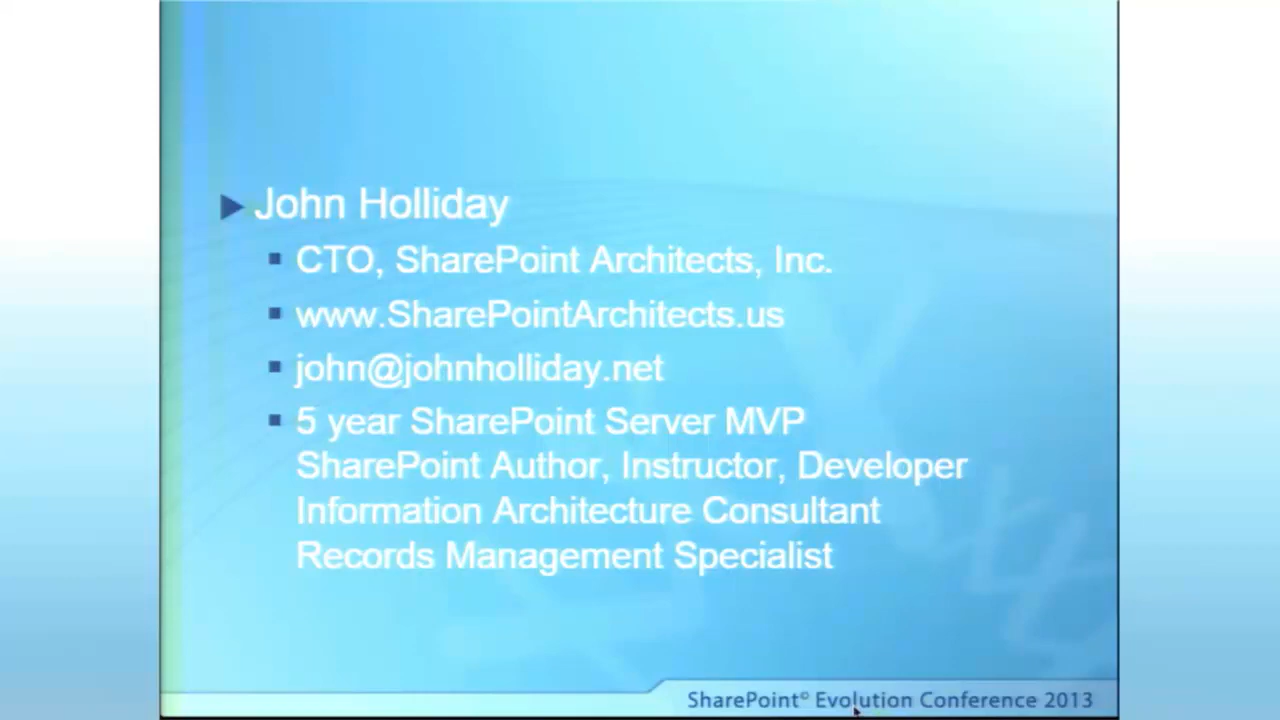 John Holliday
CTO, SharePoint Architects, Inc.
www.SharePointArchitects.us
john@johnholliday.net
5 year SharePoint Server MVP
SharePoint Author, Instructor, Developer
Information Architecture Consultant
Records Management Specialist
SharePoint© Evolution Conference 2013